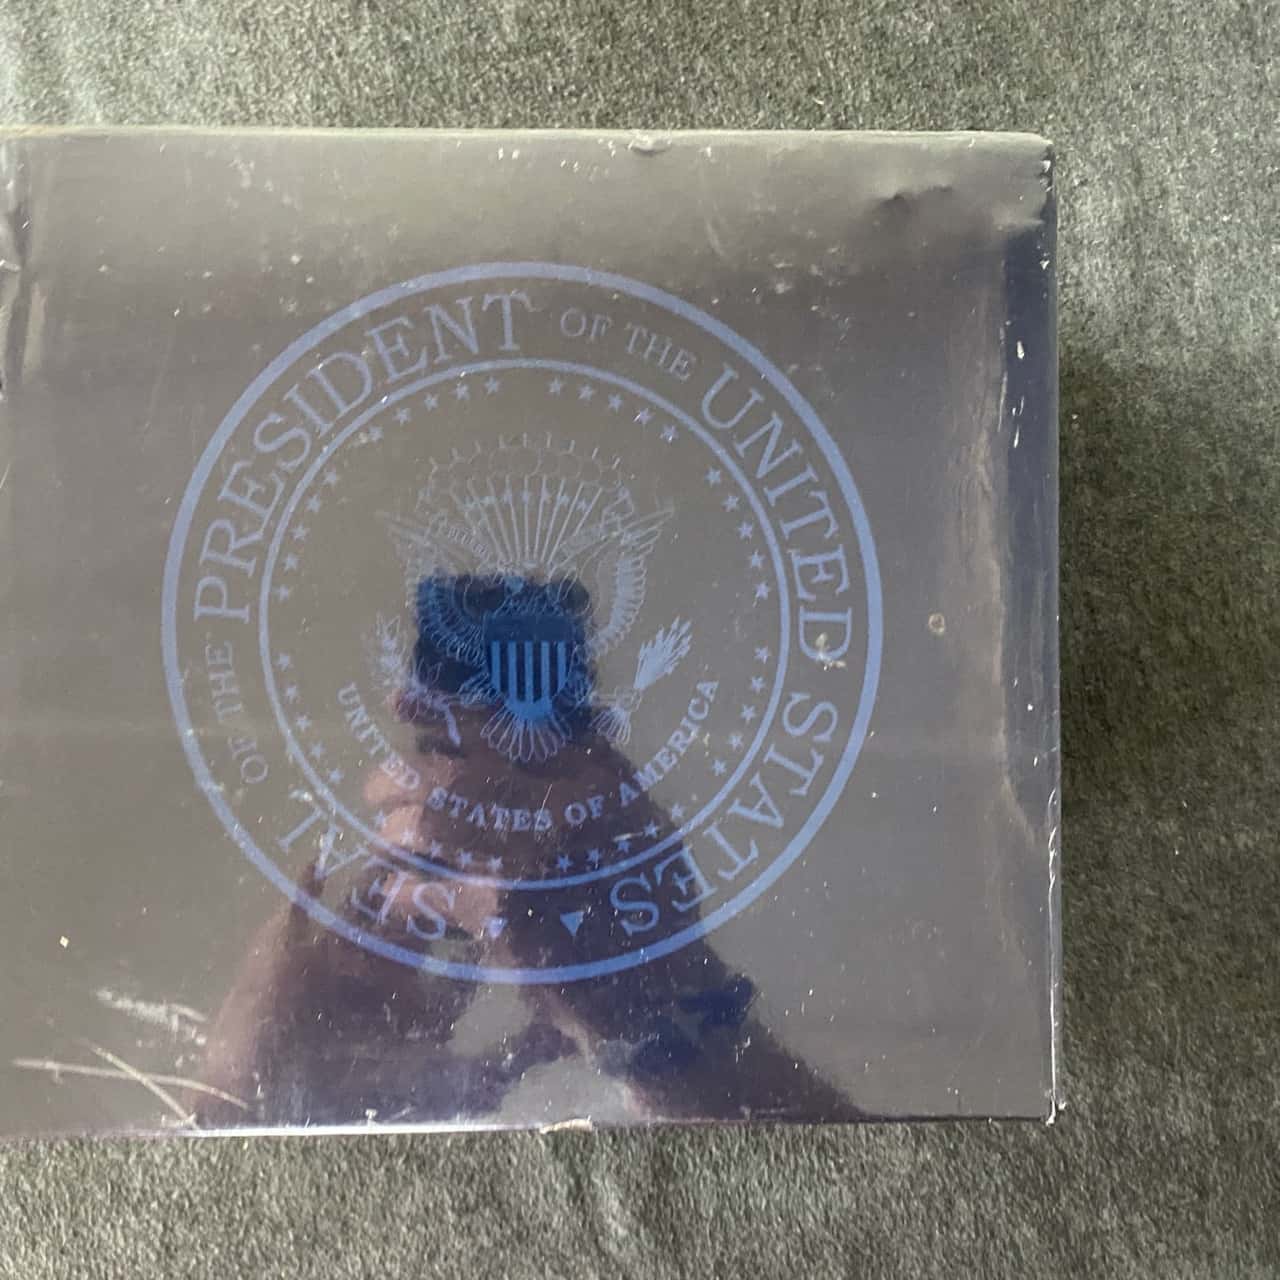 SEAL OF THE PRESIDENT OF THE UNITED STATES
UNITED STATES OF AMERICA